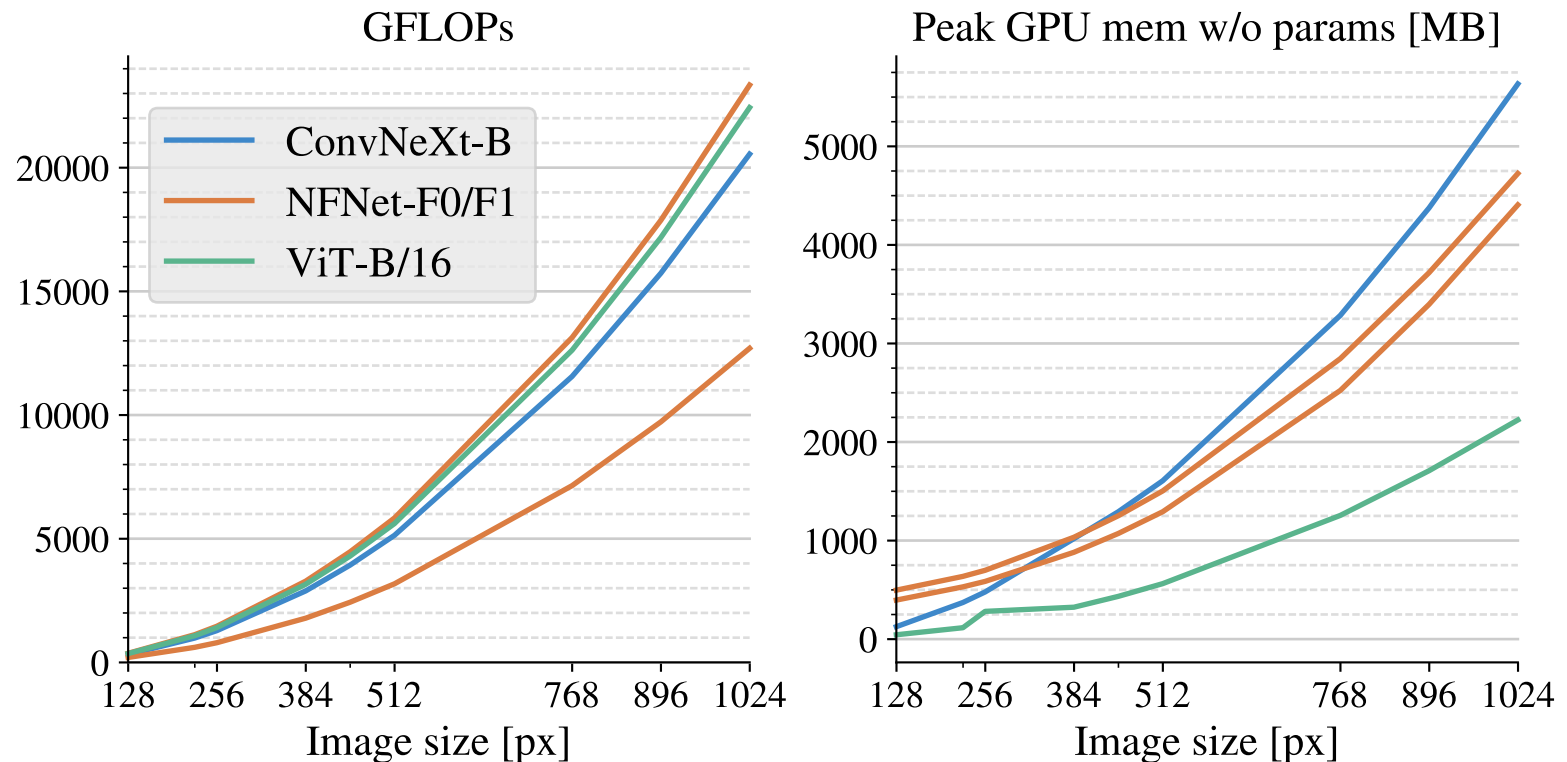 GFLOPs
20000
15000
10000
5000
0
ConvNeXt-B
NFNet-F0/F1
ViT-B/16
128 256 384 512 768 896 1024
Image size [px]
Peak GPU mem w/o params [MB]
5000
4000
3000
2000
1000
0
128 256 384 512 768 896 1024
Image size [px]